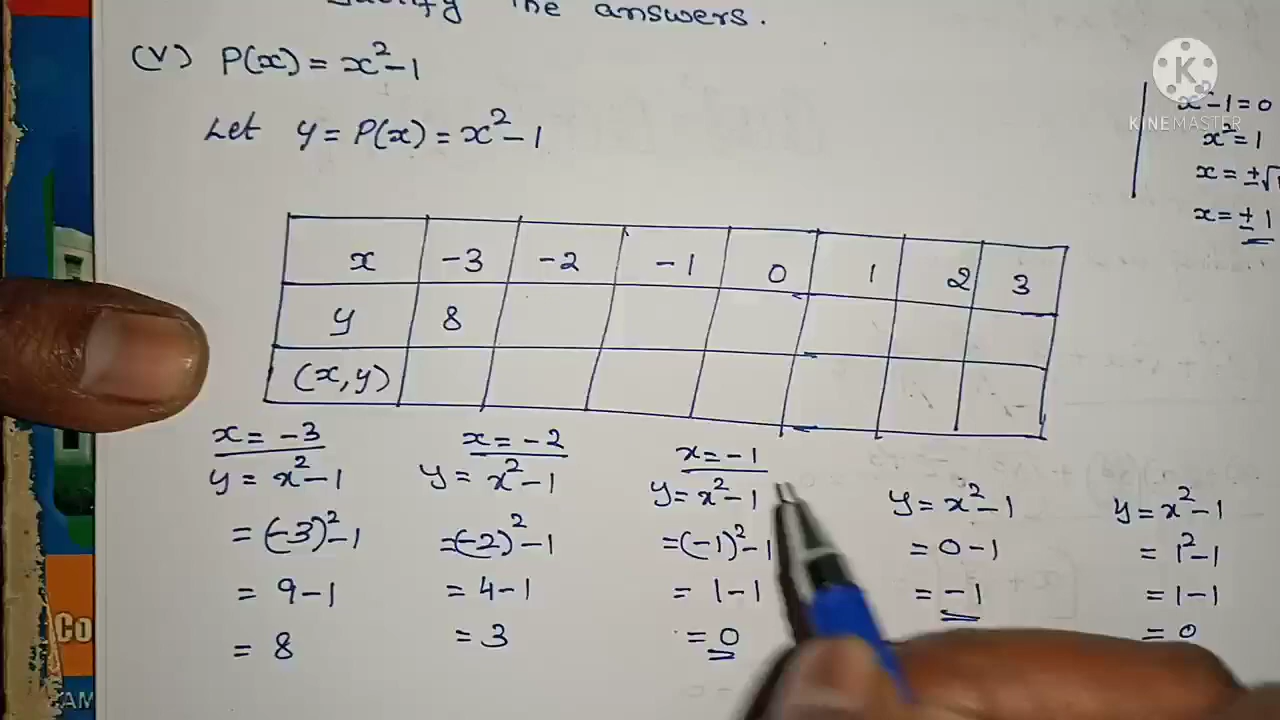 the answers.
(V) P(x) = x²-1
Let y = P(x) = x²-1
x²-1=0
x²=1
x = ±√1
x = ±1
KINEMASTER
x -3 -2 -1 0 1 2 3
y 8
(x,y)
x = -3
y = x²-1
= (-3)²-1
= 9-1
= 8
x = -2
y = x²-1
=(-2)²-1
= 4-1
= 3
x = -1
y = x²-1
=(-1)²-1
= 1-1
= 0
y = x²-1
= 0-1
= -1
y = x²-1
= 1²-1
= 1-1
= 0
Co
AM